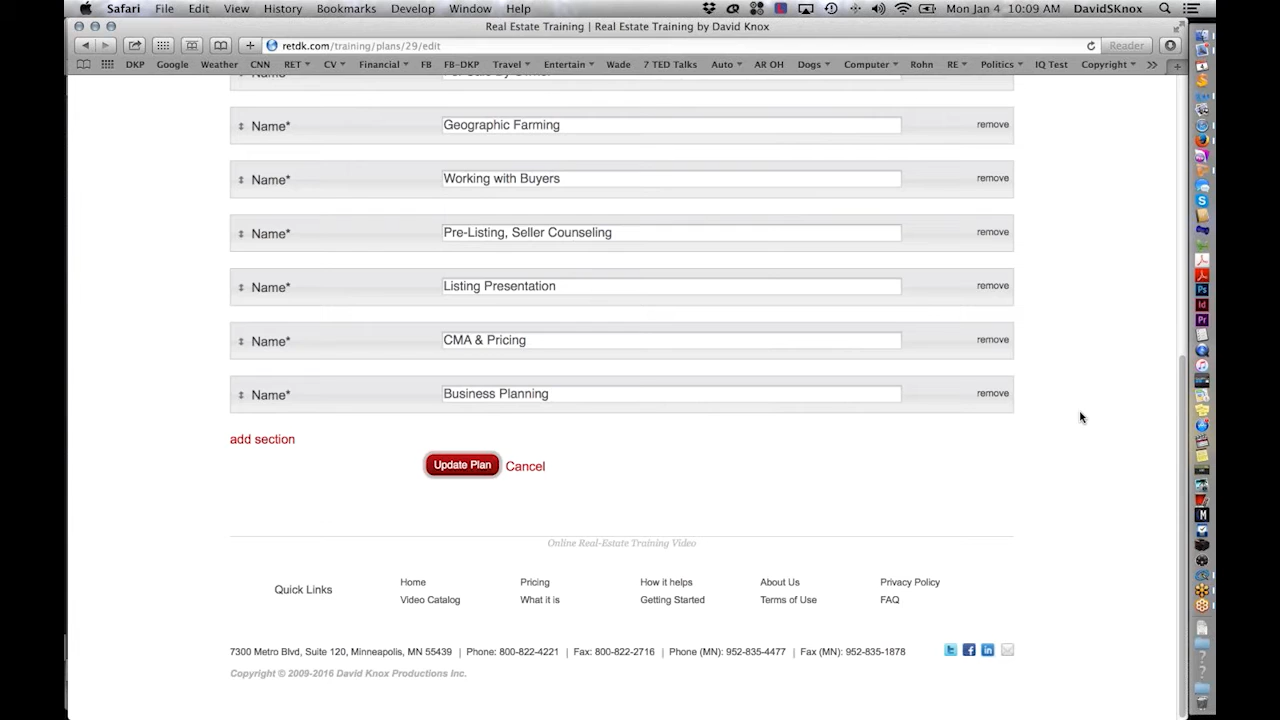 Safari File Edit View History Bookmarks Develop Window Help Mon Jan 4 10:09 AM DavidSKnox
Real Estate Training | Real Estate Training by David Knox
retdk.com/training/plans/29/edit Reader
DKP Google Weather CNN RET CV Financial FB FB-DKP Travel Entertain Wade 7 TED Talks Auto AR OH Dogs Computer Rohn RE Politics IQ Test Copyright
Name* Geographic Farming remove
Name* Working with Buyers remove
Name* Pre-Listing, Seller Counseling remove
Name* Listing Presentation remove
Name* CMA & Pricing remove
Name* Business Planning remove
add section
Update Plan Cancel
Online Real-Estate Training Video
Quick Links
Home Pricing How it helps About Us Privacy Policy
Video Catalog What it is Getting Started Terms of Use FAQ
7300 Metro Blvd, Suite 120, Minneapolis, MN 55439 | Phone: 800-822-4221 | Fax: 800-822-2716 | Phone (MN): 952-835-4477 | Fax (MN): 952-835-1878
Copyright © 2009-2016 David Knox Productions Inc.